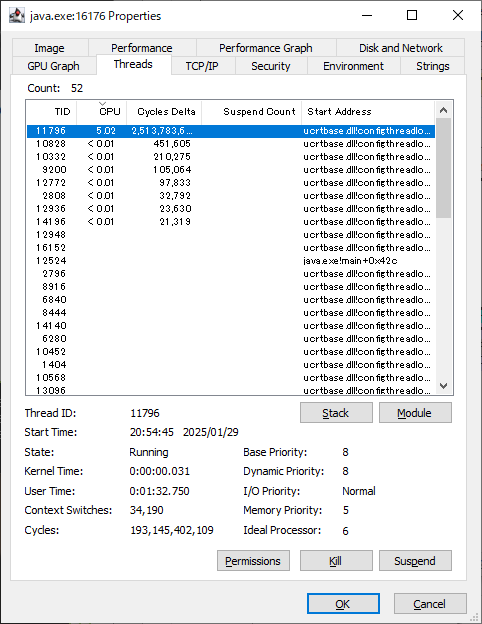 java.exe:16176 Properties
Image Performance Performance Graph Disk and Network
GPU Graph Threads TCP/IP Security Environment Strings
Count: 52
TID CPU Cycles Delta Suspend Count Start Address
11796 5.02 2,513,783,6... ucrtbase.dll!configthreadlo...
10828 < 0.01 451,605 ucrtbase.dll!configthreadlo...
10332 < 0.01 210,275 ucrtbase.dll!configthreadlo...
9200 < 0.01 105,064 ucrtbase.dll!configthreadlo...
12772 < 0.01 97,833 ucrtbase.dll!configthreadlo...
2808 < 0.01 32,792 ucrtbase.dll!configthreadlo...
12936 < 0.01 23,630 ucrtbase.dll!configthreadlo...
14196 < 0.01 21,319 ucrtbase.dll!configthreadlo...
12948 ucrtbase.dll!configthreadlo...
16152 ucrtbase.dll!configthreadlo...
12524 java.exe!main+0x42c
2796 ucrtbase.dll!configthreadlo...
8916 ucrtbase.dll!configthreadlo...
6840 ucrtbase.dll!configthreadlo...
8444 ucrtbase.dll!configthreadlo...
14140 ucrtbase.dll!configthreadlo...
6280 ucrtbase.dll!configthreadlo...
10452 ucrtbase.dll!configthreadlo...
1404 ucrtbase.dll!configthreadlo...
10568 ucrtbase.dll!configthreadlo...
13096 ucrtbase.dll!configthreadlo...
Thread ID: 11796 Stack Module
Start Time: 20:54:45 2025/01/29
State: Running Base Priority: 8
Kernel Time: 0:00:00.031 Dynamic Priority: 8
User Time: 0:01:32.750 I/O Priority: Normal
Context Switches: 34,190 Memory Priority: 5
Cycles: 193,145,402,109 Ideal Processor: 6
Permissions Kill Suspend
OK Cancel